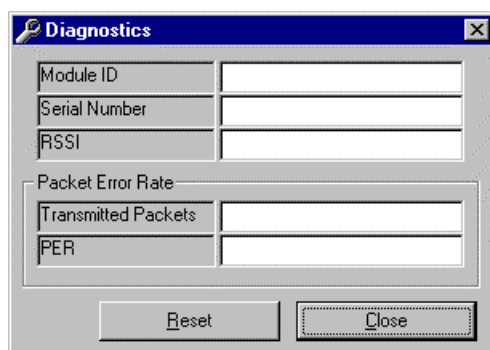 Diagnostics
Module ID
Serial Number
RSSI
Packet Error Rate
Transmitted Packets
PER
Reset
Close